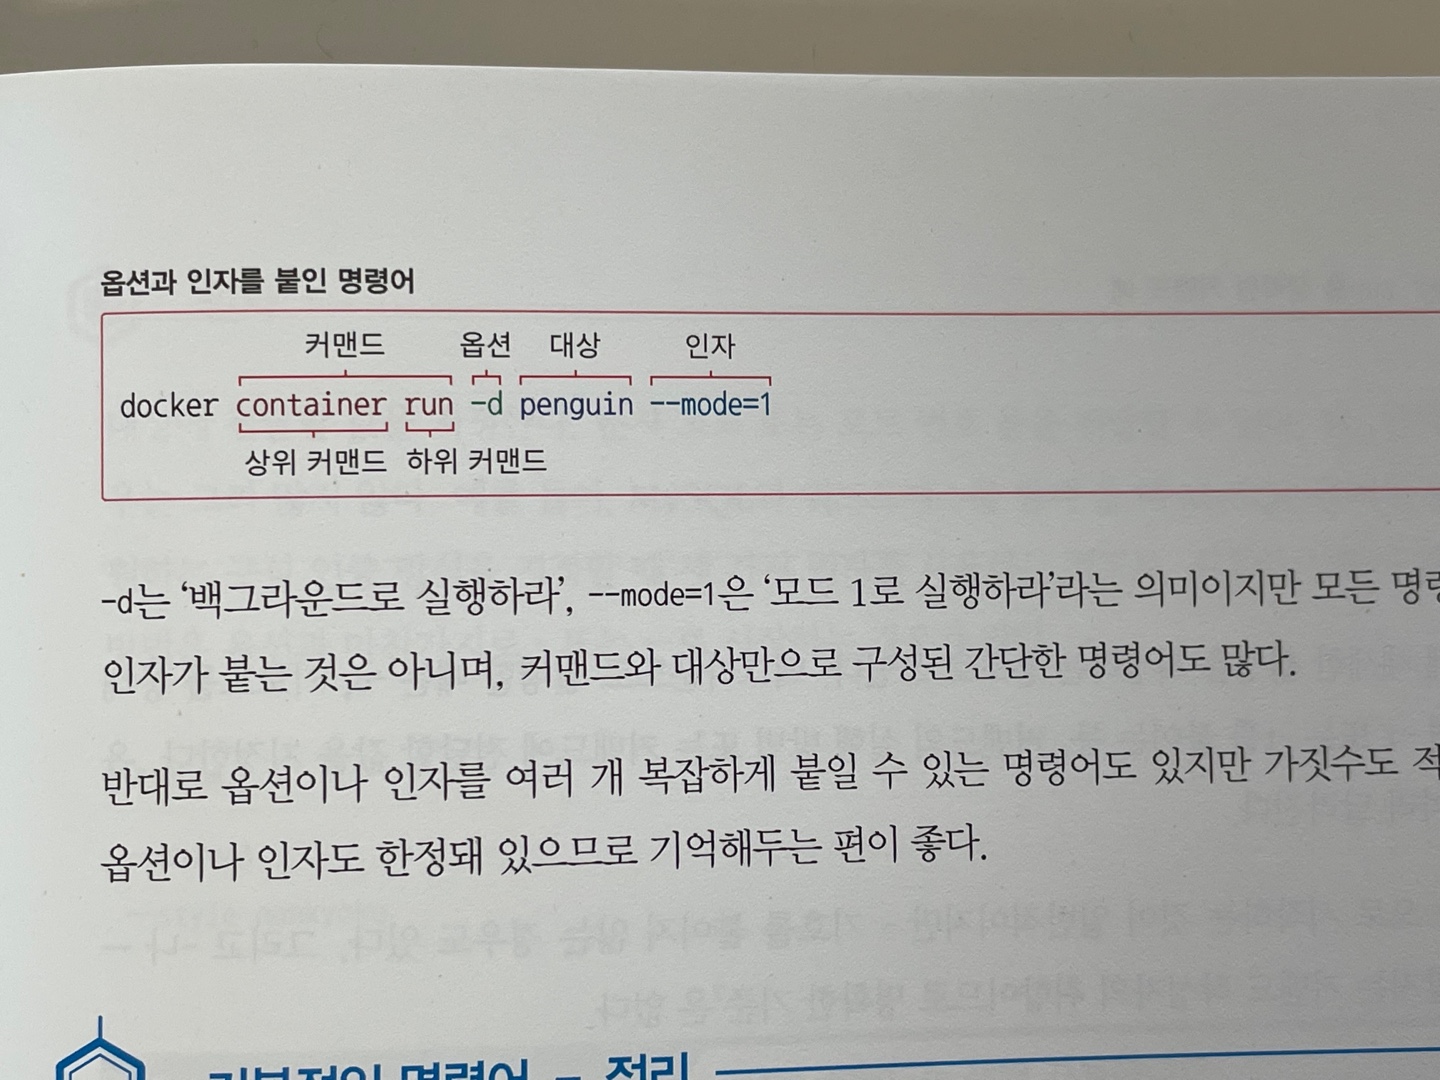 옵션과 인자를 붙인 명령어
커맨드 옵션 대상 인자
docker container run -d penguin --mode=1
상위 커맨드 하위 커맨드
-d는 ‘백그라운드로 실행하라’, --mode=1은 ‘모드 1로 실행하라’라는 의미이지만 모든
인자가 붙는 것은 아니며, 커맨드와 대상만으로 구성된 간단한 명령어도 많다.
반대로 옵션이나 인자를 여러 개 복잡하게 붙일 수 있는 명령어도 있지만 가짓수도
옵션이나 인자도 한정돼 있으므로 기억해두는 편이 좋다.
기본적인 명령어 - 정리